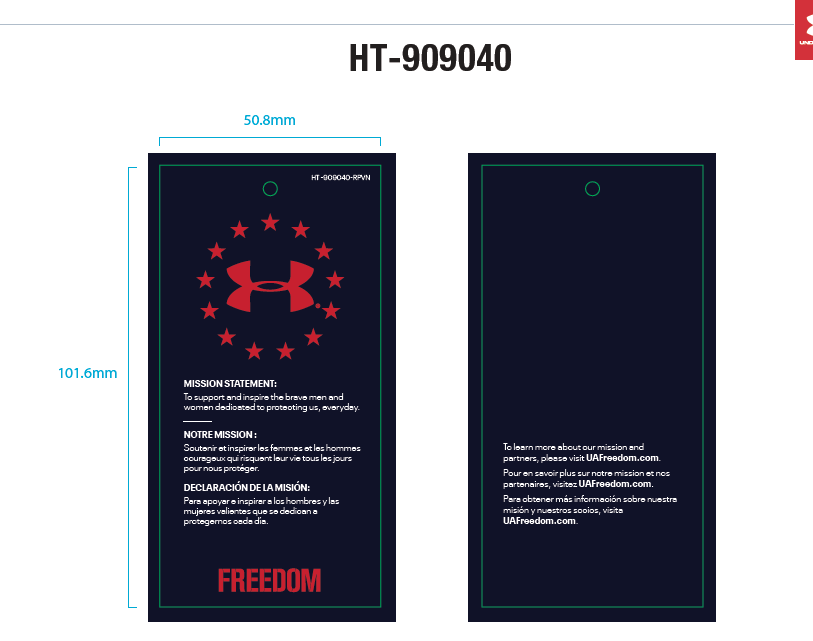 HT-909040
50.8mm
101.6mm
HT -909040-RPVN
MISSION STATEMENT:
To support and inspire the brave men and
women dedicated to protecting us, everyday.
NOTRE MISSION :
Soutenir et inspirer les femmes et les hommes
courageux qui risquent leur vie tous les jours
pour nous protéger.
DECLARACIÓN DE LA MISIÓN:
Para apoyar e inspirar a los hombres y las
mujeres valientes que se dedican a
protegernos cada día.
FREEDOM
To learn more about our mission and
partners, please visit UAFreedom.com.
Pour en savoir plus sur notre mission et nos
partenaires, visitez UAFreedom.com.
Para obtener más información sobre nuestra
misión y nuestros socios, visita
UAFreedom.com.